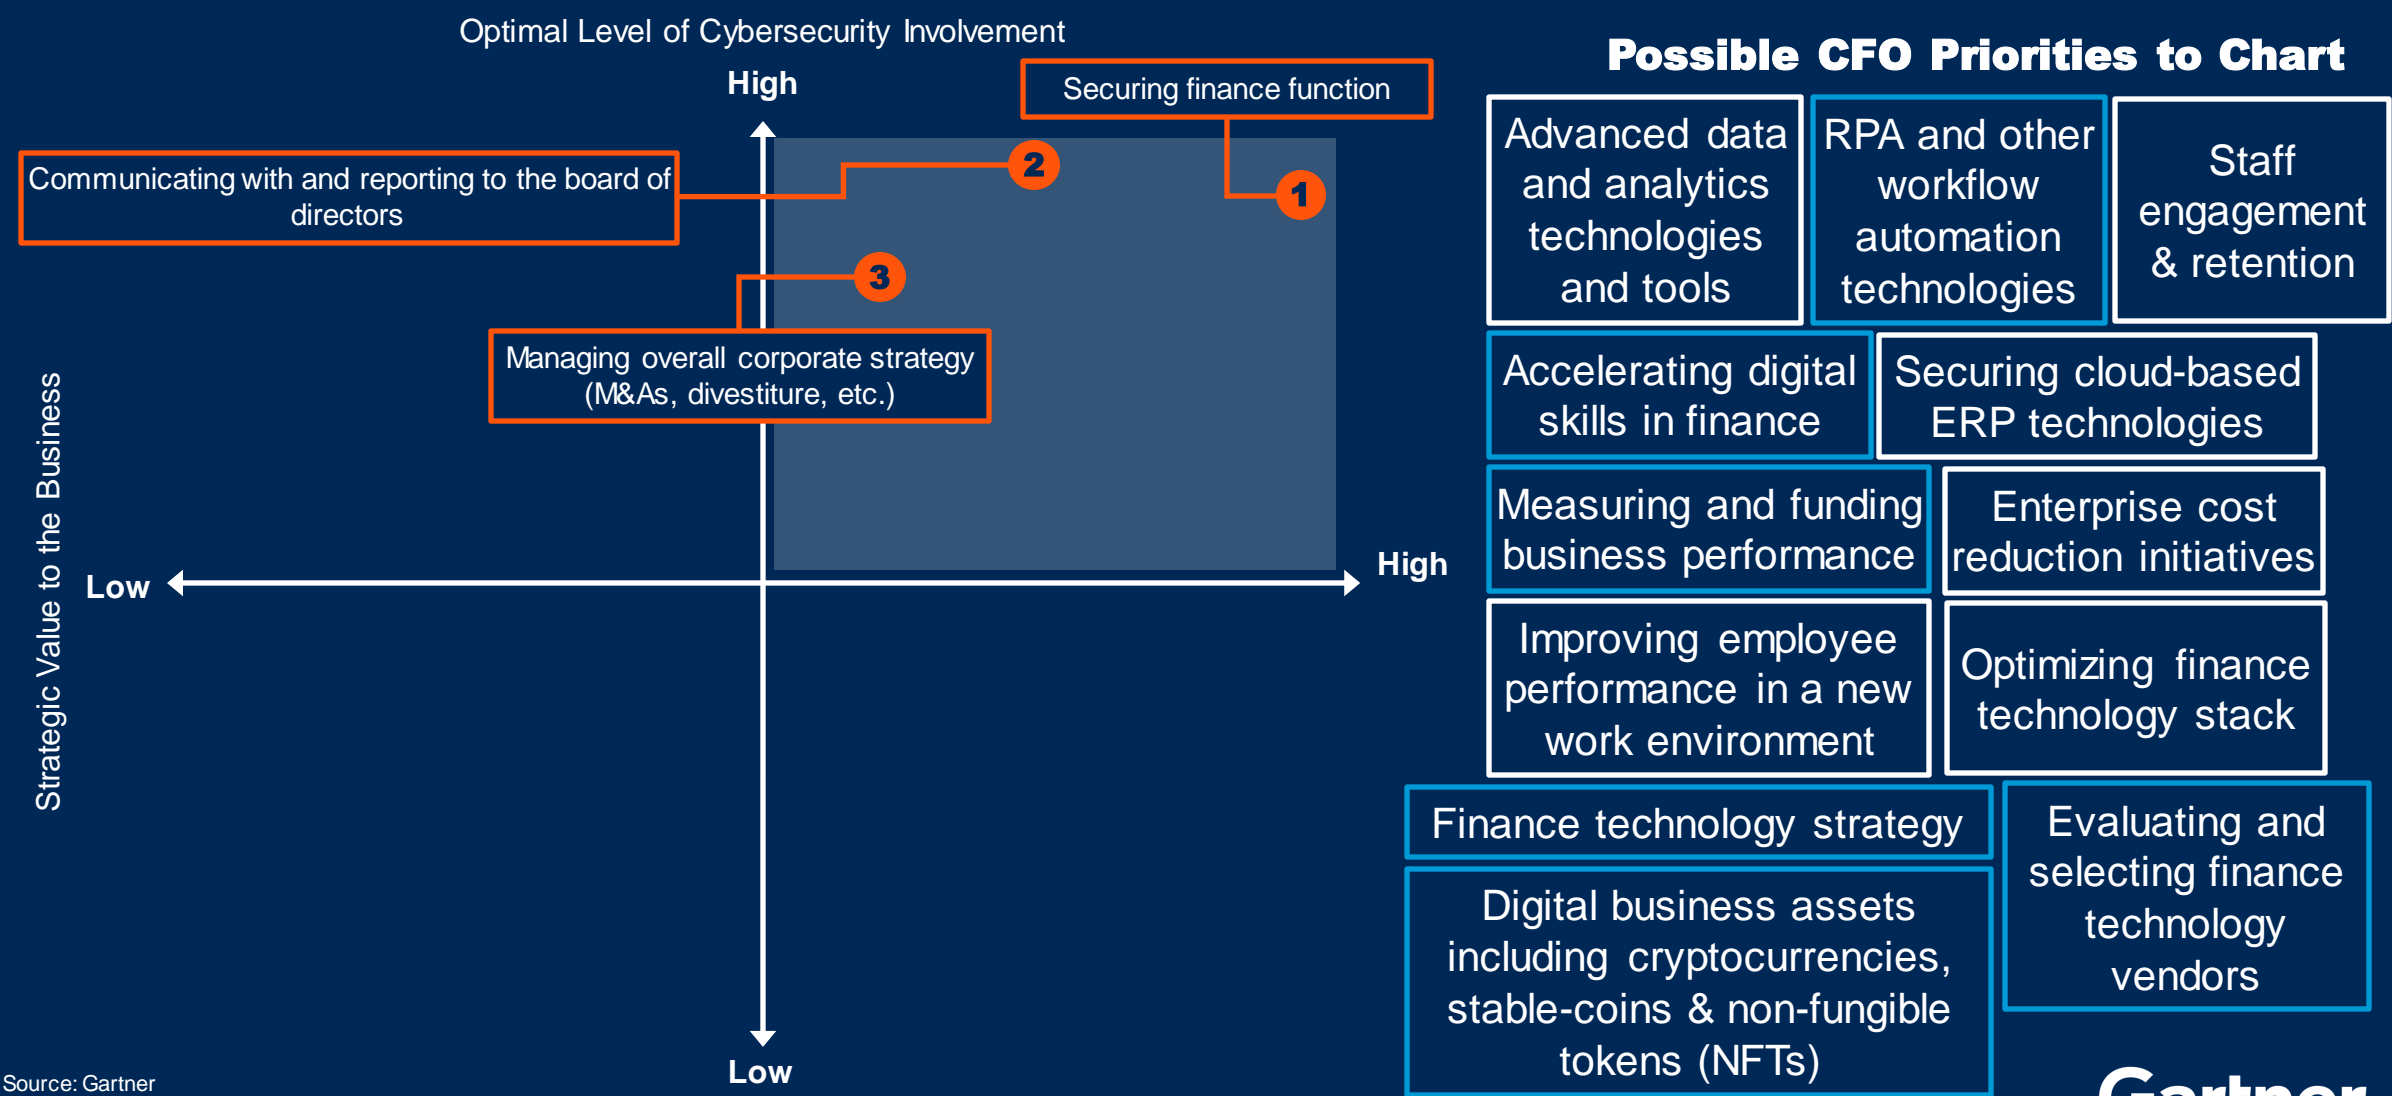 Optimal Level of Cybersecurity Involvement
High
Securing finance function
Communicating with and reporting to the board of
directors
2
1
3
Managing overall corporate strategy
(M&As, divestiture, etc.)
Strategic Value to the Business
Low
High
Low
Source: Gartner
Possible CFO Priorities to Chart
Advanced data
and analytics
technologies
and tools
RPA and other
workflow
automation
technologies
Staff
engagement
& retention
Accelerating digital
skills in finance
Securing cloud-based
ERP technologies
Measuring and funding
business performance
Enterprise cost
reduction initiatives
Improving employee
performance in a new
work environment
Optimizing finance
technology stack
Finance technology strategy
Evaluating and
selecting finance
technology
vendors
Digital business assets
including cryptocurrencies,
stable-coins & non-fungible
tokens (NFTs)
Gartner